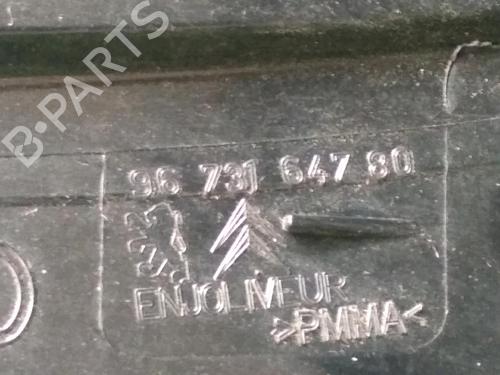 B-PARTS
96 731 647 80
ENJOLIVEUR
>PMMA<